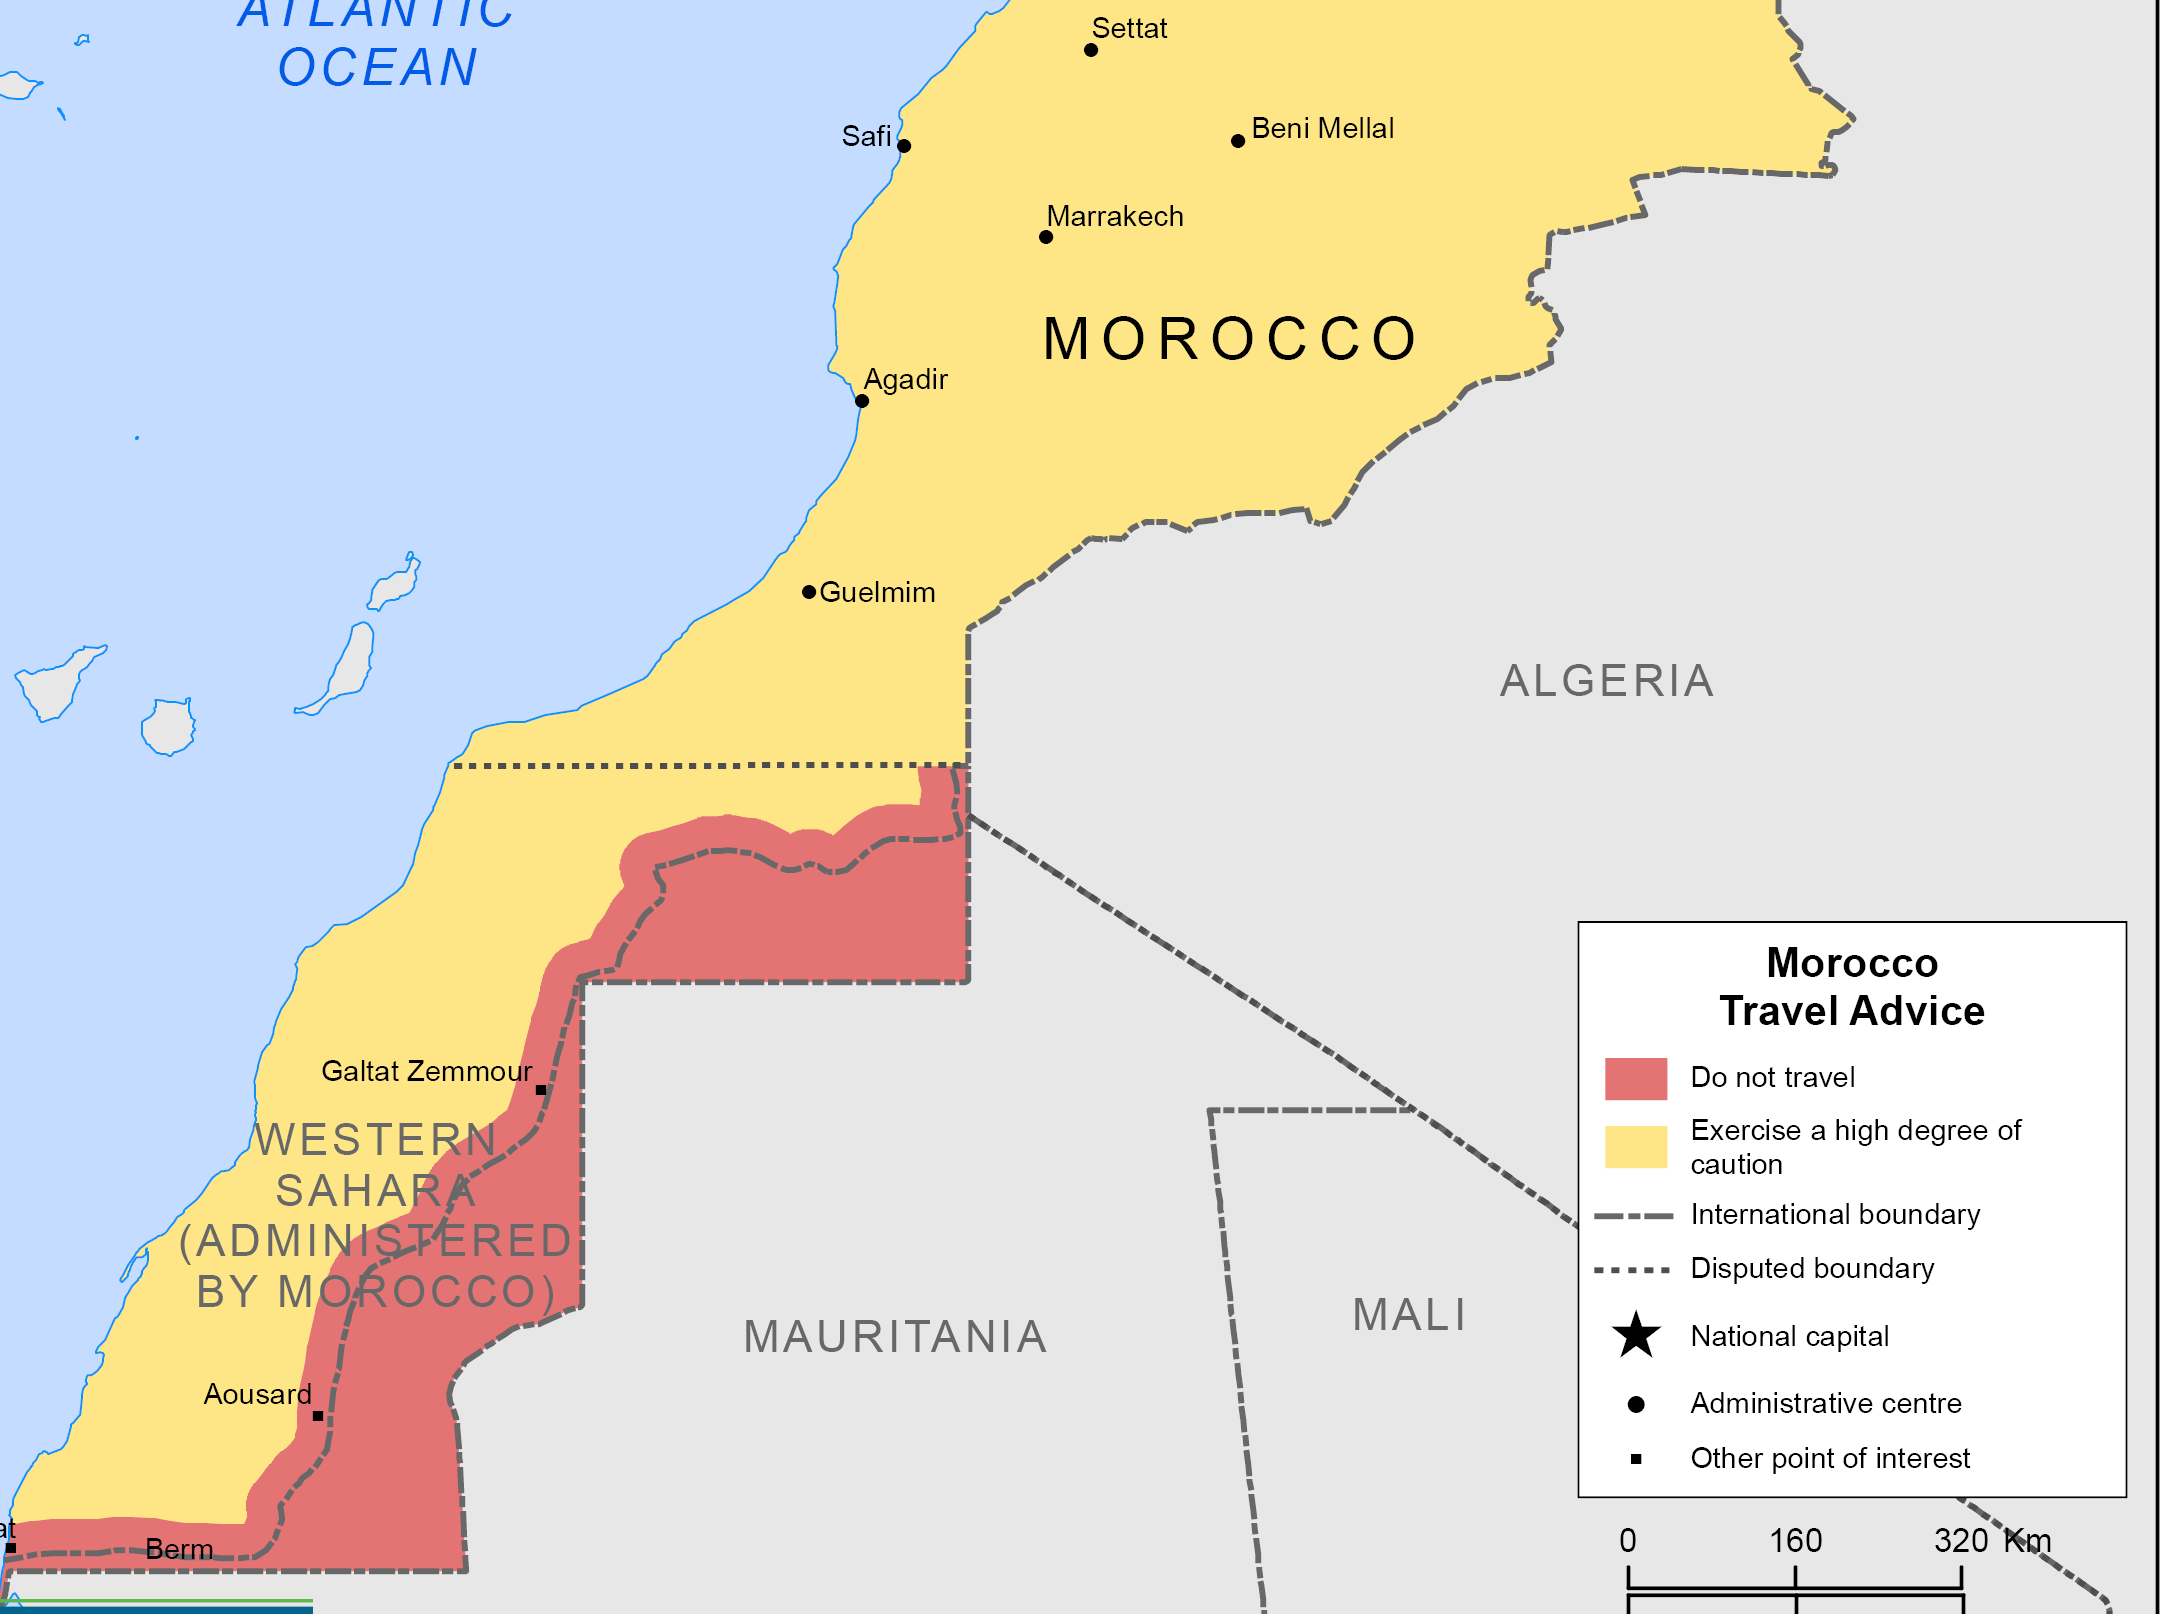 ATLANTIC
OCEAN
Settat
Safi
Beni Mellal
Marrakech
MOROCCO
Agadir
Guelmim
ALGERIA
Galtat Zemmour
WESTERN
SAHARA
(ADMINISTERED
BY MOROCCO)
MAURITANIA
MALI
Aousard
at
Berm
Morocco
Travel Advice
Do not travel
Exercise a high degree of
caution
International boundary
Disputed boundary
National capital
Administrative centre
Other point of interest
0 160 320 Km